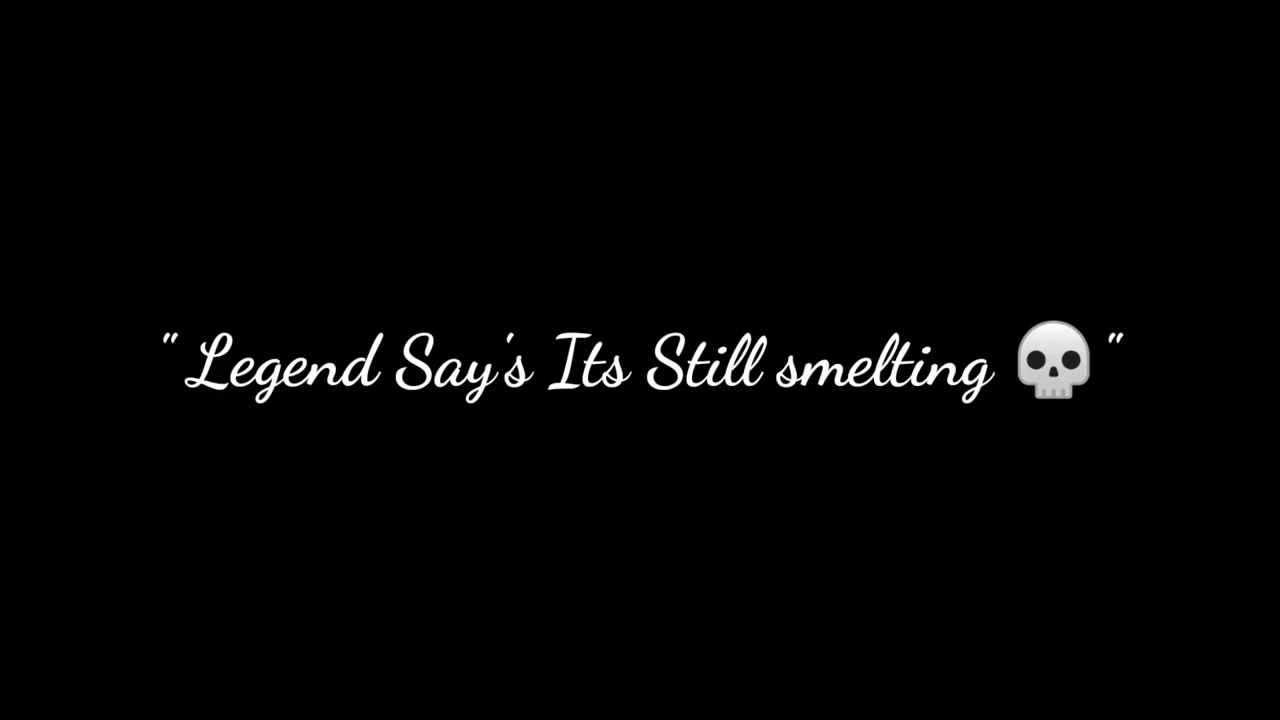 " Legend Say's Its Still smelting 💀 "